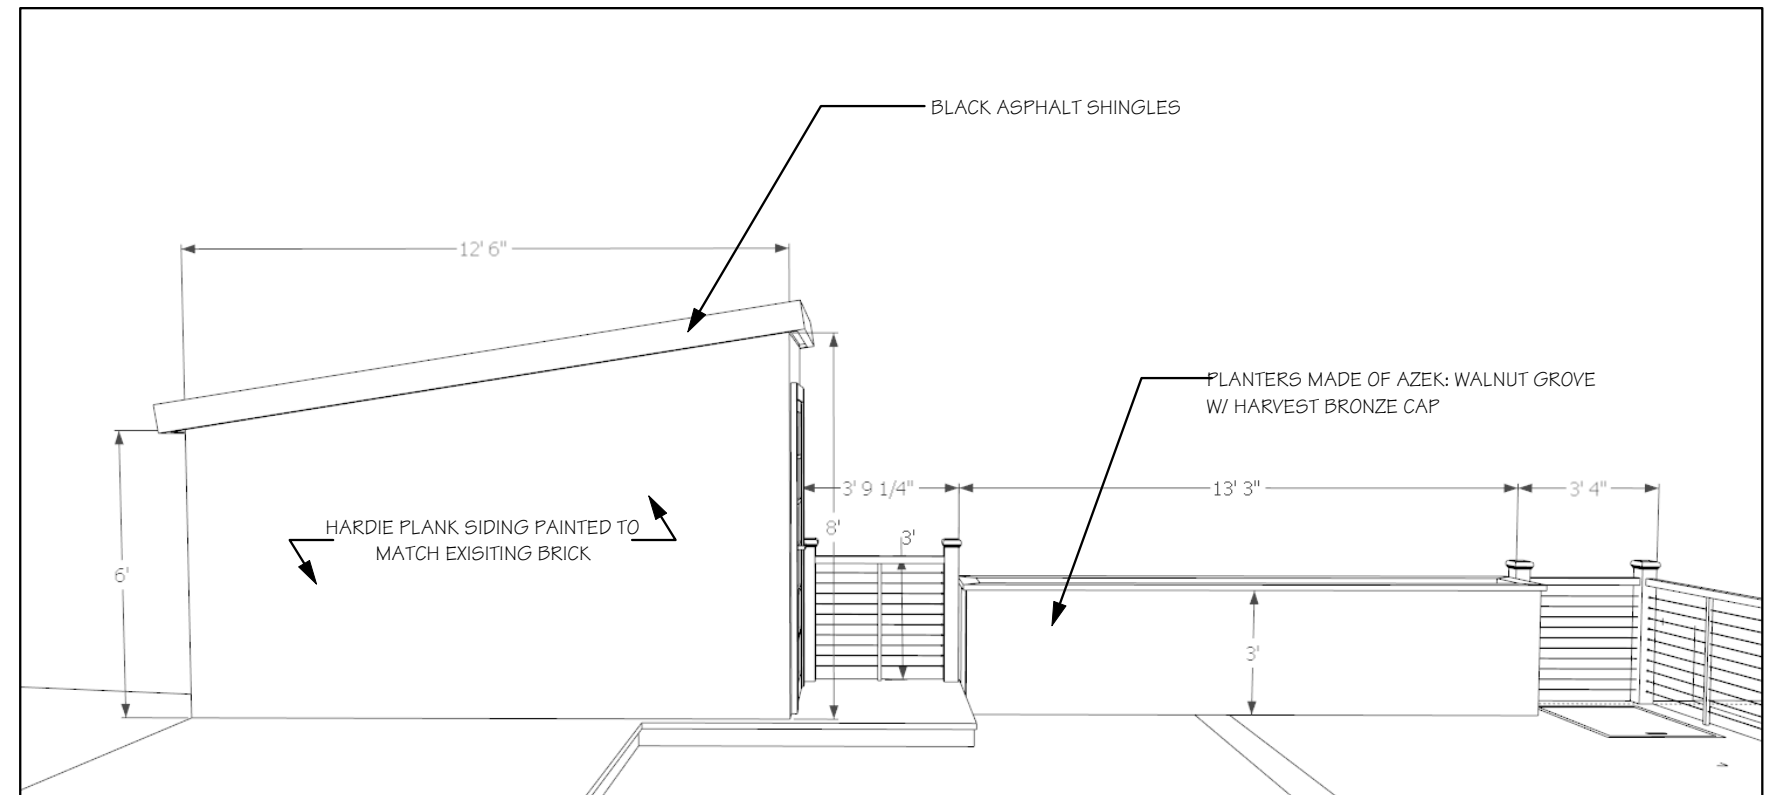 BLACK ASPHALT SHINGLES
12' 6"
PLANTERS MADE OF AZEK: WALNUT GROVE
W/ HARVEST BRONZE CAP
3' 9 1/4"
13' 3"
3' 4"
HARDIE PLANK SIDING PAINTED TO
MATCH EXISITING BRICK
8'
3'
6'
3'